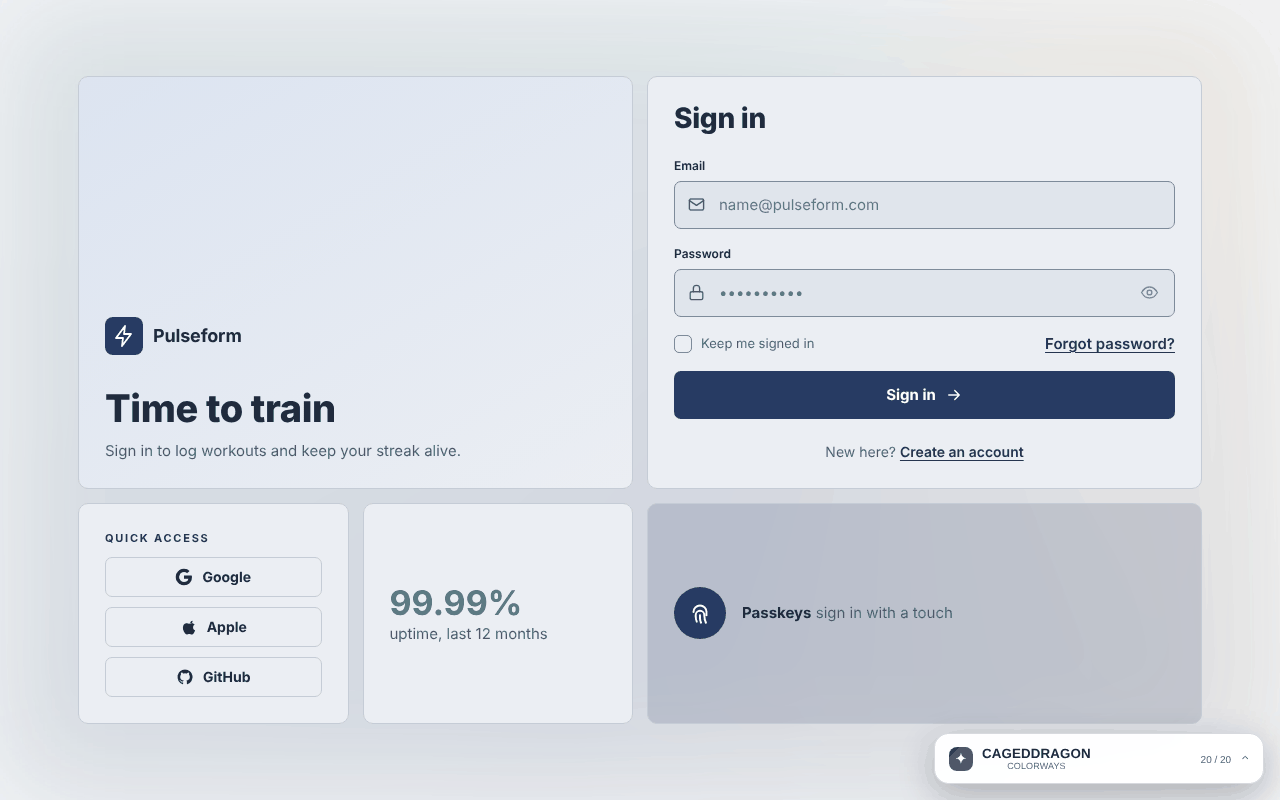 Pulseform
Time to train
Sign in to log workouts and keep your streak alive.
Sign in
Email
name@pulseform.com
Password
••••••••••
Keep me signed in
Forgot password?
Sign in →
New here? Create an account
QUICK ACCESS
Google
Apple
GitHub
99.99%
uptime, last 12 months
Passkeys sign in with a touch
CAGEDDRAGON
COLORWAYS
20 / 20